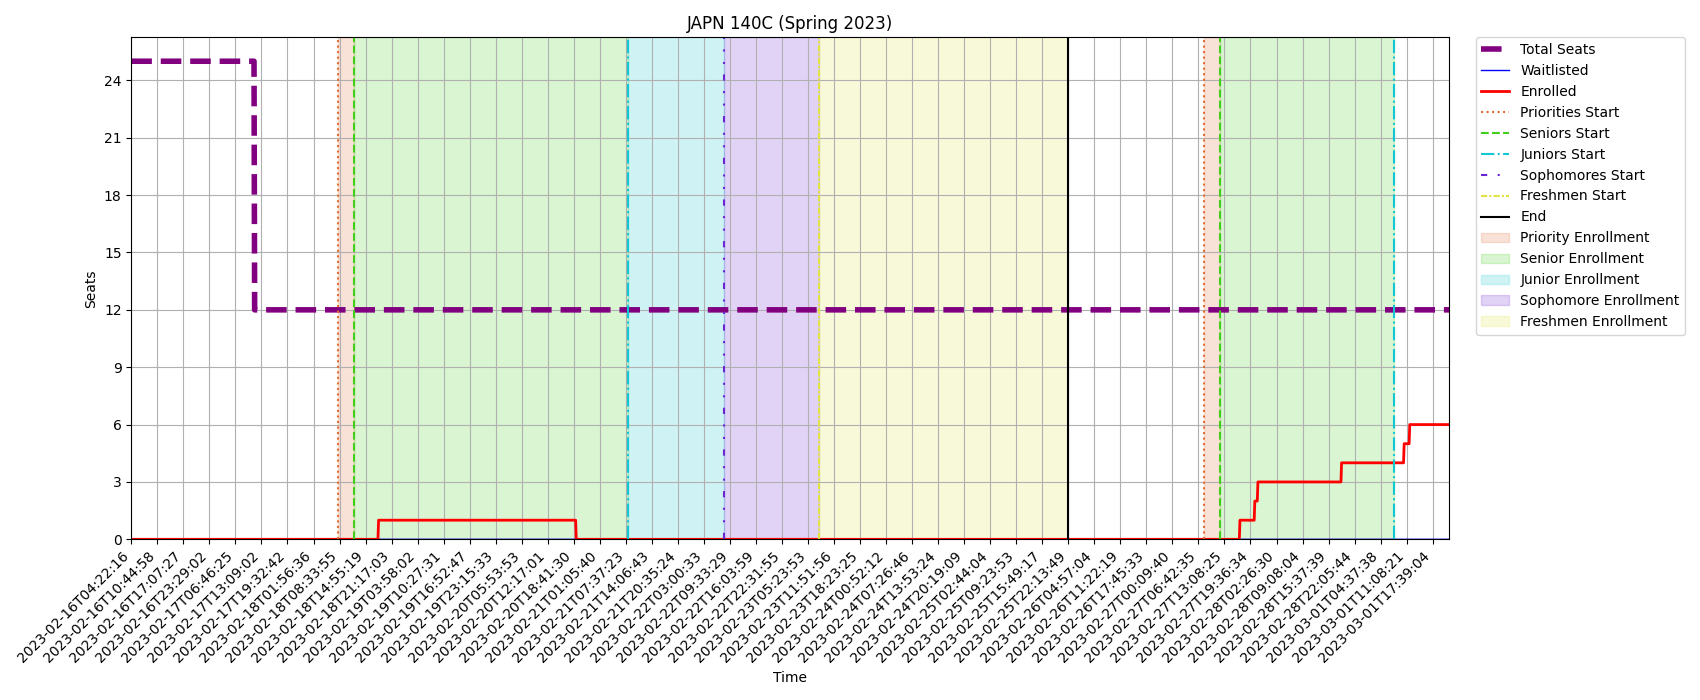 JAPN 140C (Spring 2023)
Total Seats
Waitlisted
Enrolled
Priorities Start
Seniors Start
Juniors Start
Sophomores Start
Freshmen Start
End
Priority Enrollment
Senior Enrollment
Junior Enrollment
Sophomore Enrollment
Freshmen Enrollment
Seats
24
21
18
15
12
9
6
3
0
2023-02-16T04:22:16
2023-02-16T10:44:58
2023-02-16T17:07:27
2023-02-16T23:29:02
2023-02-17T06:46:25
2023-02-17T13:09:02
2023-02-17T19:32:42
2023-02-18T01:56:36
2023-02-18T08:33:55
2023-02-18T14:55:19
2023-02-18T21:17:03
2023-02-19T03:58:02
2023-02-19T10:27:31
2023-02-19T16:52:47
2023-02-19T23:15:33
2023-02-20T05:53:53
2023-02-20T12:17:01
2023-02-20T18:41:30
2023-02-21T01:05:40
2023-02-21T07:37:23
2023-02-21T14:06:43
2023-02-21T20:35:24
2023-02-22T03:00:33
2023-02-22T09:33:29
2023-02-22T16:03:59
2023-02-22T22:31:55
2023-02-23T05:23:53
2023-02-23T11:51:56
2023-02-23T18:23:25
2023-02-24T00:52:12
2023-02-24T07:26:46
2023-02-24T13:53:24
2023-02-24T20:19:09
2023-02-25T02:44:04
2023-02-25T09:23:53
2023-02-25T15:49:17
2023-02-25T22:13:49
2023-02-26T04:57:04
2023-02-26T11:22:19
2023-02-26T17:45:33
2023-02-27T00:09:40
2023-02-27T06:42:35
2023-02-27T13:08:25
2023-02-27T19:36:34
2023-02-28T02:26:30
2023-02-28T09:08:04
2023-02-28T15:37:39
2023-02-28T22:05:44
2023-03-01T04:37:38
2023-03-01T11:08:21
2023-03-01T17:39:04
Time